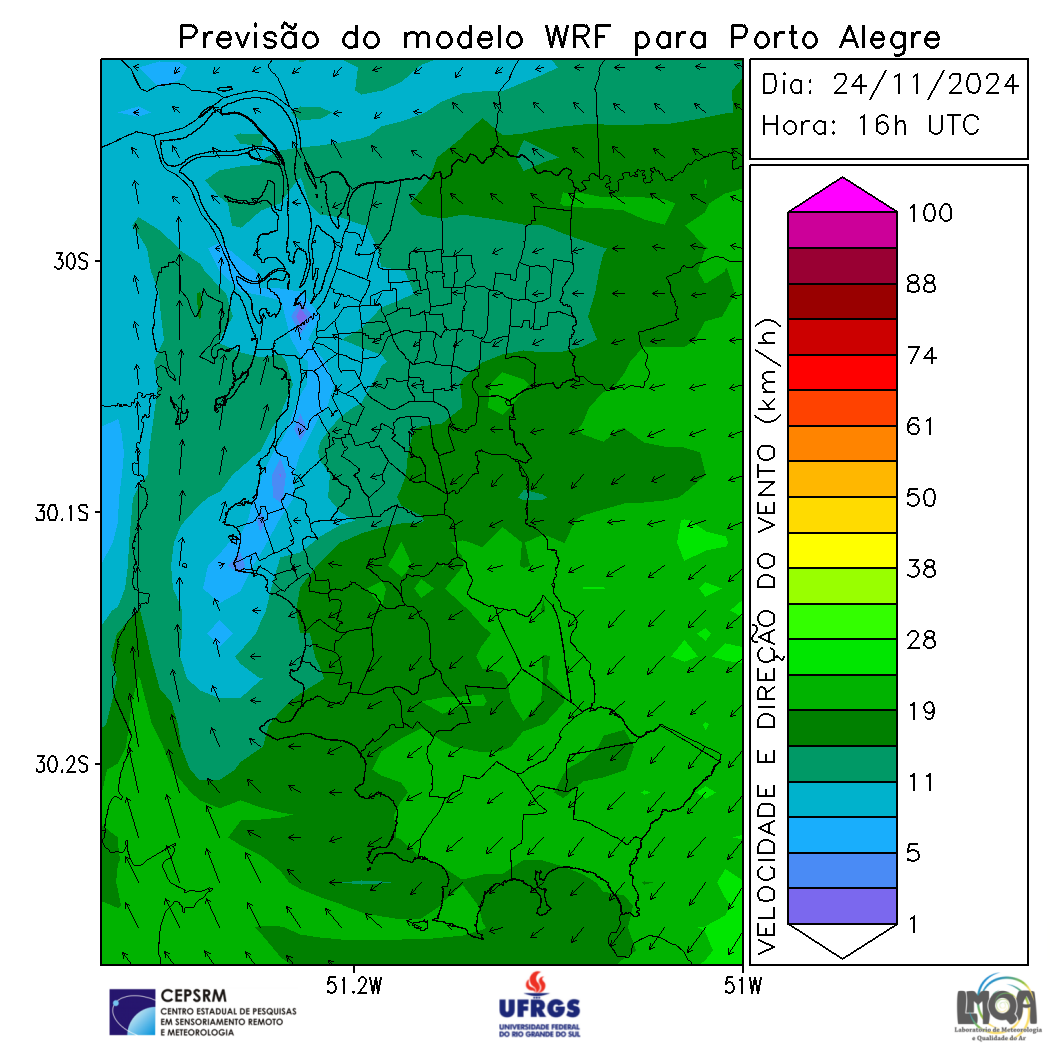 Previsão do modelo WRF para Porto Alegre
Dia: 24/11/2024
Hora: 16h UTC
30S
30.1S
30.2S
51.2W
51W
VELOCIDADE E DIREÇÃO DO VENTO (km/h)
100
88
74
61
50
38
28
19
11
5
1
CEPSRM
CENTRO ESTADUAL DE PESQUISAS
EM SENSORIAMENTO REMOTO
E METEOROLOGIA
UFRGS
UNIVERSIDADE FEDERAL
DO RIO GRANDE DO SUL
LMQA
Laboratório de Meteorologia
e Qualidade do Ar